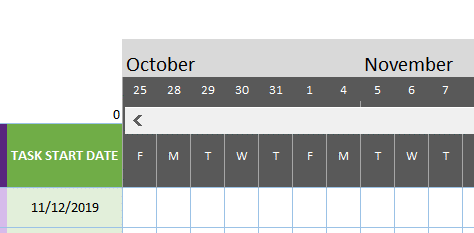 October November
25 28 29 30 31 1 4 5 6 7
0
TASK START DATE F M T W T F M T W T
11/12/2019